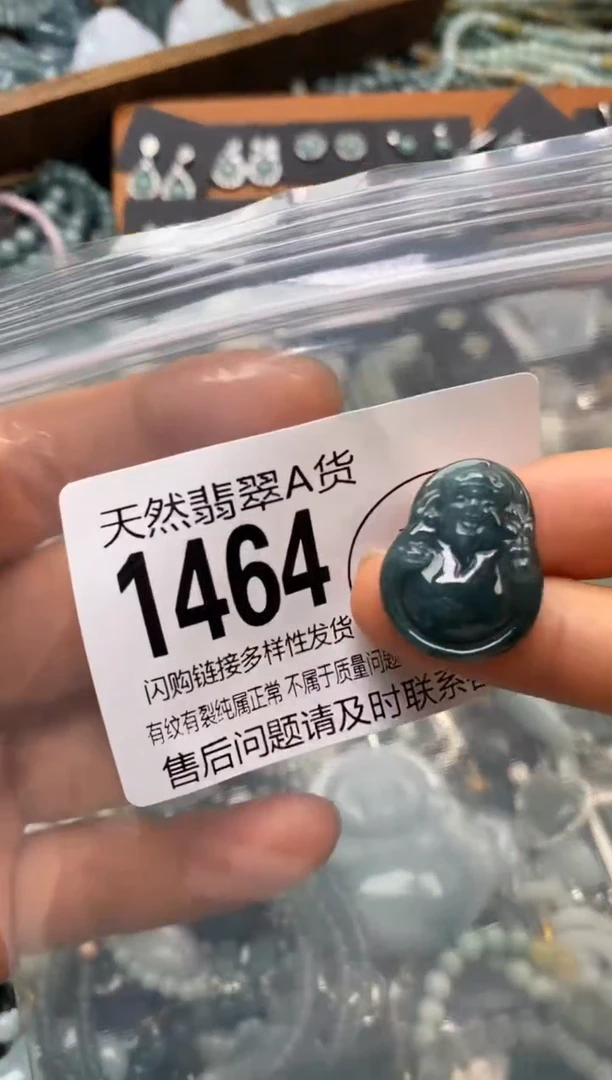 天然翡翠A货
1464
闪购链接多样性发货
有纹有裂纯属正常 不属于质量问题
售后问题请及时联系